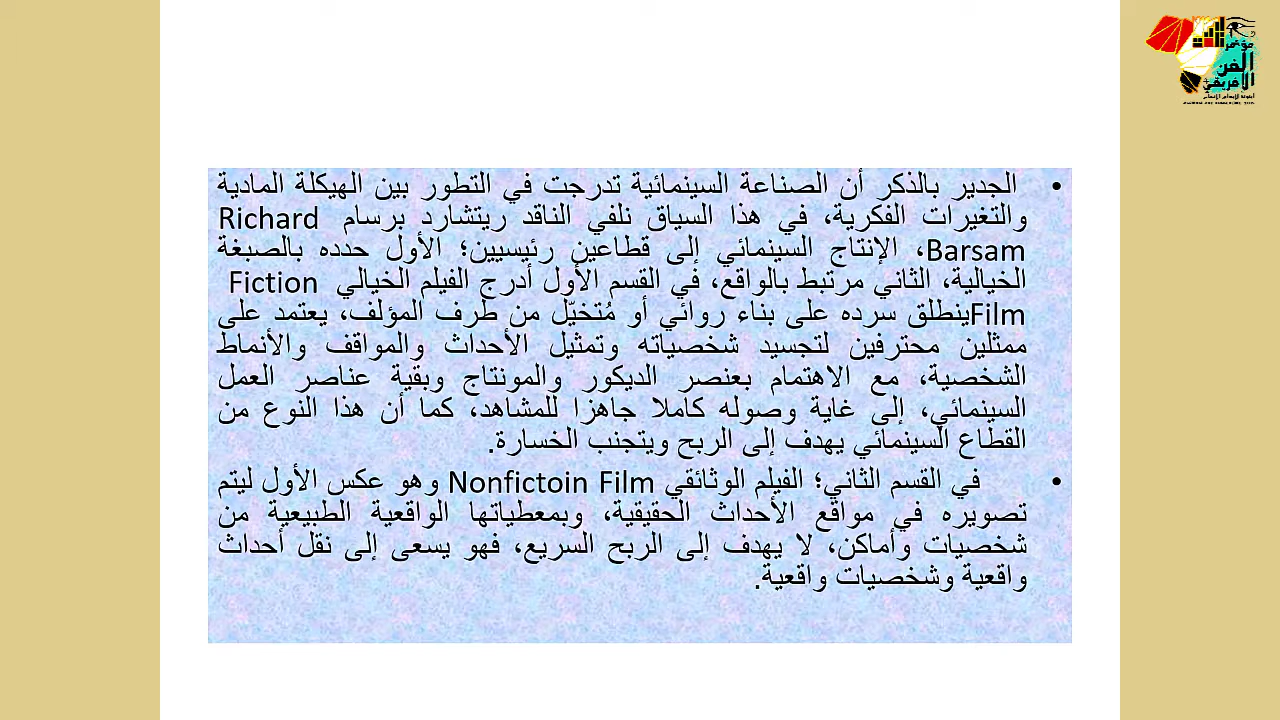 مؤتمر
الفن
الإفريقي
• الجدير بالذكر أن الصناعة السينمائية تدرجت في التطور بين الهيكلة المادية
والتغيرات الفكرية، في هذا السياق نلفي الناقد ريتشارد برسام Richard
Barsam، الإنتاج السينمائي إلى قطاعين رئيسيين؛ الأول حدده بالصبغة
الخيالية، الثاني مرتبط بالواقع، في القسم الأول أدرج الفيلم الخيالي Fiction
Filmينطلق سرده على بناء روائي أو مُتخيّل من طرف المؤلف، يعتمد على
ممثلين محترفين لتجسيد شخصياته وتمثيل الأحداث والمواقف والأنماط
الشخصية، مع الاهتمام بعنصر الديكور والمونتاج وبقية عناصر العمل
السينمائي، إلى غاية وصوله كاملا جاهزا للمشاهد، كما أن هذا النوع من
القطاع السينمائي يهدف إلى الربح ويتجنب الخسارة.
• في القسم الثاني؛ الفيلم الوثائقي Nonfictoin Film وهو عكس الأول ليتم
تصويره في مواقع الأحداث الحقيقية، وبمعطياتها الواقعية الطبيعية من
شخصيات وأماكن، لا يهدف إلى الربح السريع، فهو يسعى إلى نقل أحداث
واقعية وشخصيات واقعية.